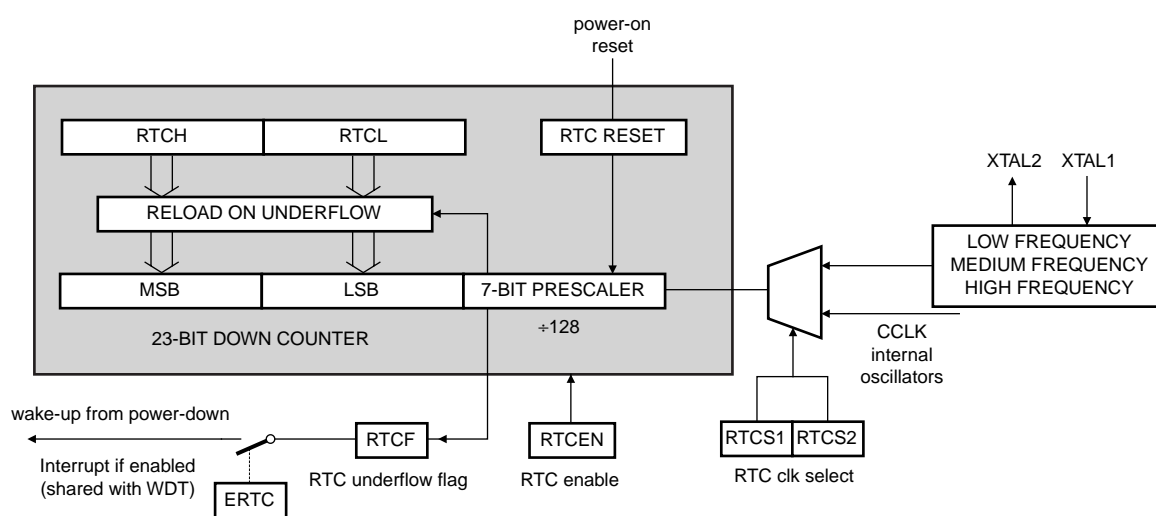 power-on
reset
RTCH
RTCL
RTC RESET
XTAL2
XTAL1
RELOAD ON UNDERFLOW
LOW FREQUENCY
MEDIUM FREQUENCY
HIGH FREQUENCY
MSB
LSB
7-BIT PRESCALER
÷128
23-BIT DOWN COUNTER
CCLK
internal
oscillators
wake-up from power-down
RTCF
RTCEN
RTCS1
RTCS2
Interrupt if enabled
(shared with WDT)
RTC underflow flag
RTC enable
RTC clk select
ERTC